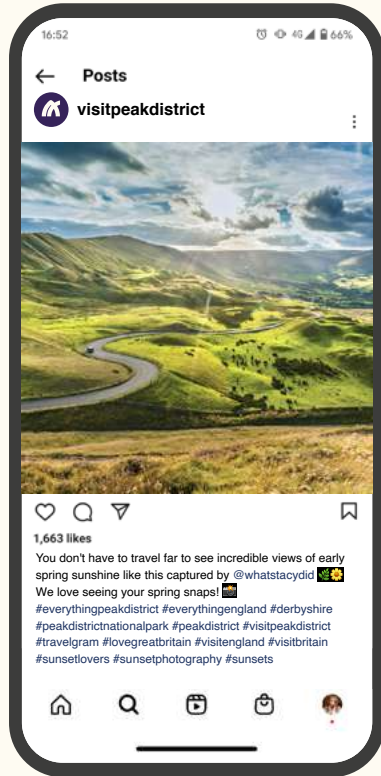 16:52
4G 66%
Posts
visitpeakdistrict
1,663 likes
You don't have to travel far to see incredible views of early
spring sunshine like this captured by @whatstacydid 🌿🌼
We love seeing your spring snaps! 📸
#everythingpeakdistrict #everythingengland #derbyshire
#peakdistrictnationalpark #peakdistrict #visitpeakdistrict
#travelgram #lovegreatbritain #visitengland #visitbritain
#sunsetlovers #sunsetphotography #sunsets